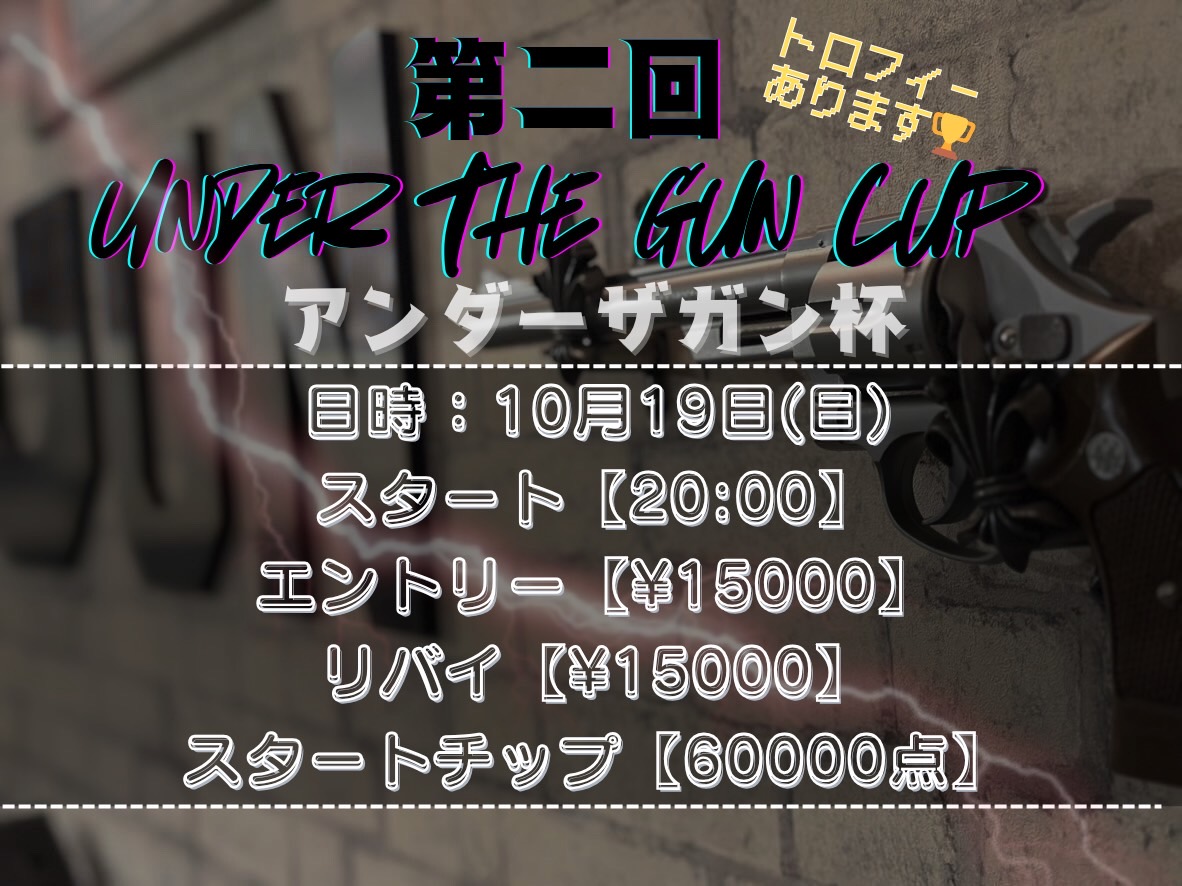 第二回
トロフィー
あります🏆
UNDER THE GUN CUP
アンダーザガン杯
日時：10月19日(日)
スタート【20:00】
エントリー【¥15000】
リバイ【¥15000】
スタートチップ【60000点】